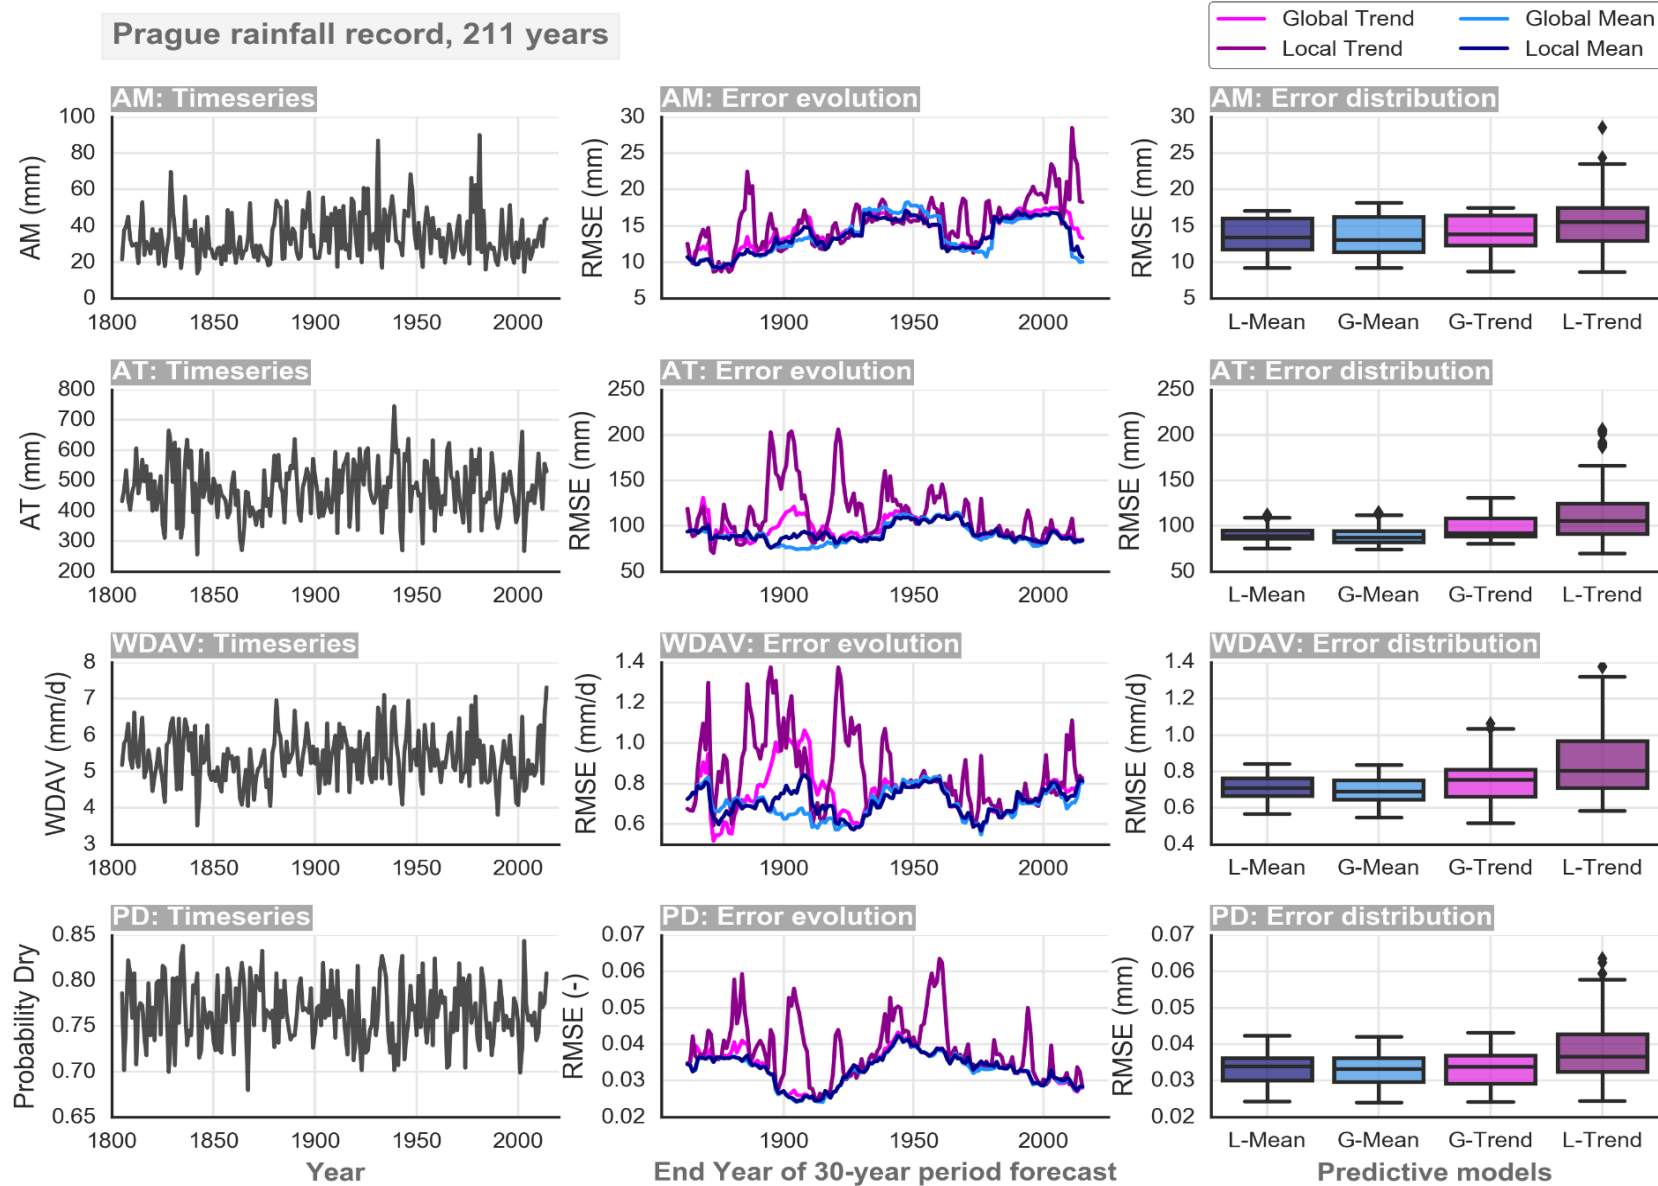 Prague rainfall record, 211 years
Global Trend
Global Mean
Local Trend
Local Mean
AM: Timeseries
AM (mm)
100
80
60
40
20
0
1800
1850
1900
1950
2000
AM: Error evolution
RMSE (mm)
30
25
20
15
10
5
1900
1950
2000
AM: Error distribution
RMSE (mm)
30
25
20
15
10
5
L-Mean
G-Mean
G-Trend
L-Trend
AT: Timeseries
AT (mm)
800
700
600
500
400
300
200
1800
1850
1900
1950
2000
AT: Error evolution
RMSE (mm)
250
200
150
100
50
1900
1950
2000
AT: Error distribution
RMSE (mm)
250
200
150
100
50
L-Mean
G-Mean
G-Trend
L-Trend
WDAV: Timeseries
WDAV (mm/d)
8
7
6
5
4
3
1800
1850
1900
1950
2000
WDAV: Error evolution
RMSE (mm/d)
1.4
1.2
1.0
0.8
0.6
1900
1950
2000
WDAV: Error distribution
RMSE (mm/d)
1.4
1.2
1.0
0.8
0.6
0.4
L-Mean
G-Mean
G-Trend
L-Trend
PD: Timeseries
Probability Dry
0.85
0.80
0.75
0.70
0.65
1800
1850
1900
1950
2000
Year
PD: Error evolution
RMSE (-)
0.07
0.06
0.05
0.04
0.03
0.02
1900
1950
2000
End Year of 30-year period forecast
PD: Error distribution
RMSE (mm)
0.07
0.06
0.05
0.04
0.03
0.02
L-Mean
G-Mean
G-Trend
L-Trend
Predictive models